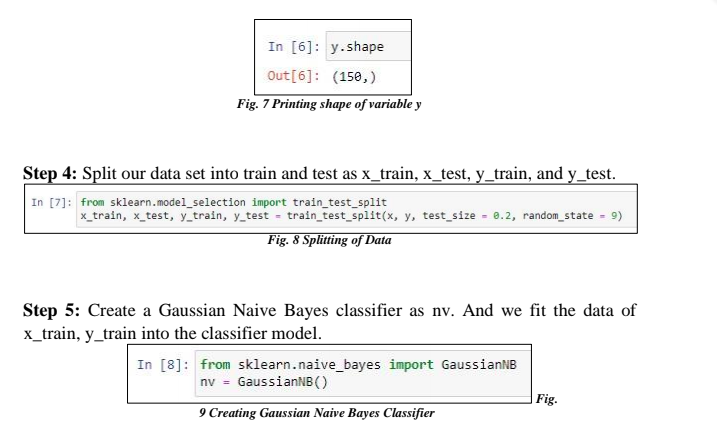 In [6]: y.shape
Out[6]: (150,)
Fig. 7 Printing shape of variable y
Step 4: Split our data set into train and test as x_train, x_test, y_train, and y_test.
In [7]: from sklearn.model_selection import train_test_split
x_train, x_test, y_train, y_test = train_test_split(x, y, test_size = 0.2, random_state = 9)
Fig. 8 Splitting of Data
Step 5: Create a Gaussian Naive Bayes classifier as nv. And we fit the data of
x_train, y_train into the classifier model.
In [8]: from sklearn.naive_bayes import GaussianNB
nv = GaussianNB()
Fig.
9 Creating Gaussian Naive Bayes Classifier